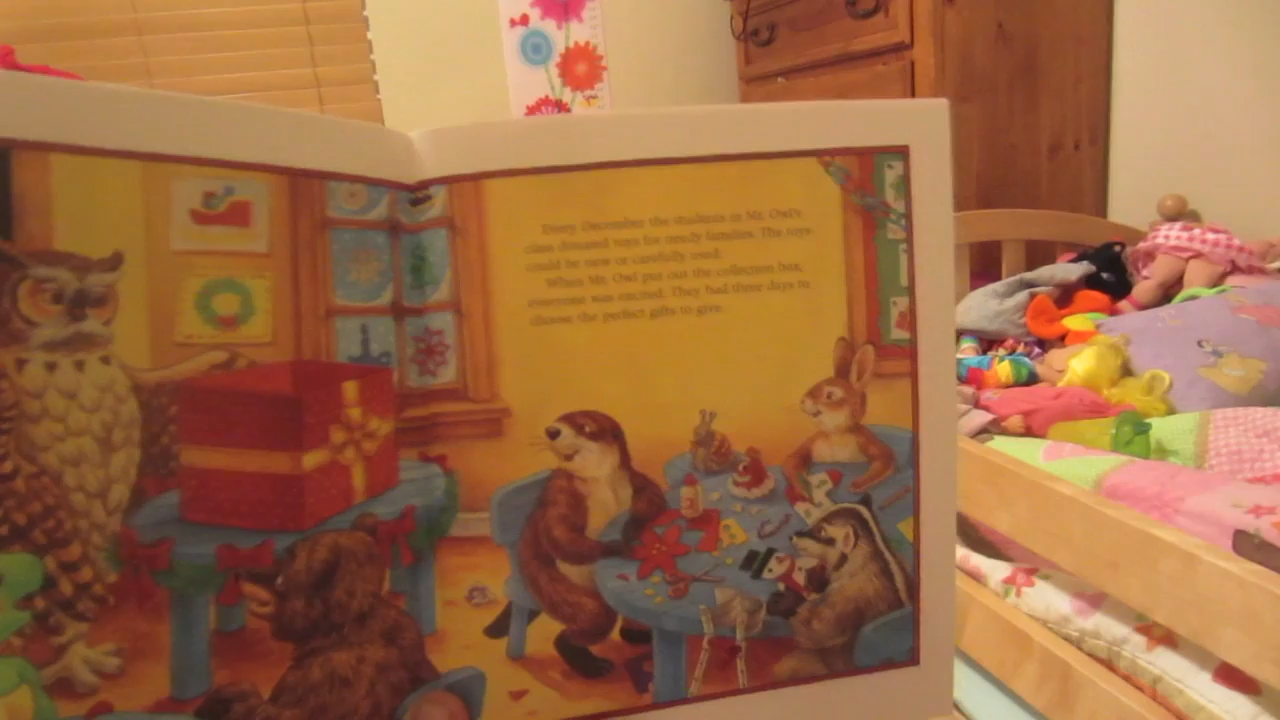 Every December the students in Mr. Owl's
class donated toys for needy families. The toys
could be new or carefully used.
When Mr. Owl put out the collection box,
everyone was excited. They had three days to
choose the perfect gifts to give.